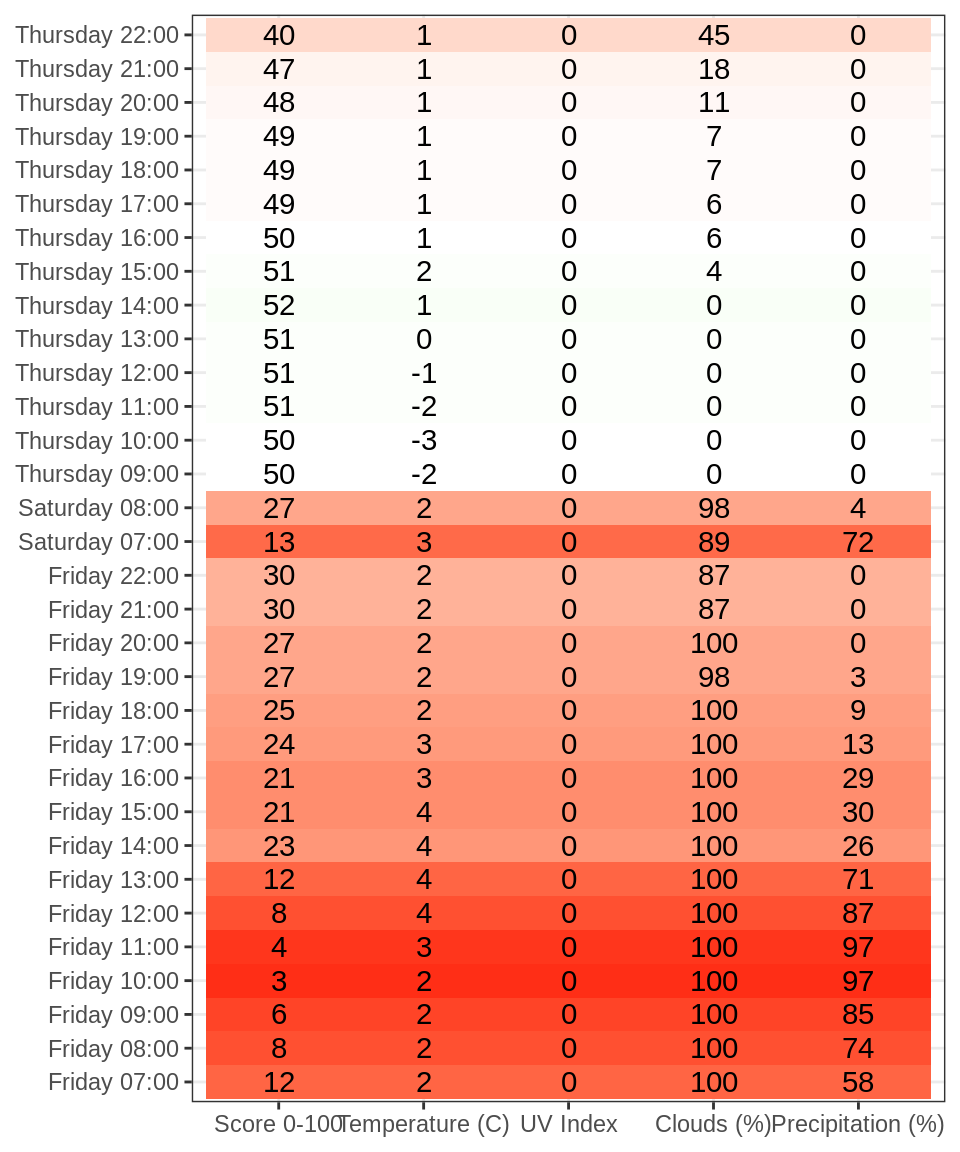 Thursday 22:00 40 1 0 45 0
Thursday 21:00 47 1 0 18 0
Thursday 20:00 48 1 0 11 0
Thursday 19:00 49 1 0 7 0
Thursday 18:00 49 1 0 7 0
Thursday 17:00 49 1 0 6 0
Thursday 16:00 50 1 0 6 0
Thursday 15:00 51 2 0 4 0
Thursday 14:00 52 1 0 0 0
Thursday 13:00 51 0 0 0 0
Thursday 12:00 51 -1 0 0 0
Thursday 11:00 51 -2 0 0 0
Thursday 10:00 50 -3 0 0 0
Thursday 09:00 50 -2 0 0 0
Saturday 08:00 27 2 0 98 4
Saturday 07:00 13 3 0 89 72
Friday 22:00 30 2 0 87 0
Friday 21:00 30 2 0 87 0
Friday 20:00 27 2 0 100 0
Friday 19:00 27 2 0 98 3
Friday 18:00 25 2 0 100 9
Friday 17:00 24 3 0 100 13
Friday 16:00 21 3 0 100 29
Friday 15:00 21 4 0 100 30
Friday 14:00 23 4 0 100 26
Friday 13:00 12 4 0 100 71
Friday 12:00 8 4 0 100 87
Friday 11:00 4 3 0 100 97
Friday 10:00 3 2 0 100 97
Friday 09:00 6 2 0 100 85
Friday 08:00 8 2 0 100 74
Friday 07:00 12 2 0 100 58
Score 0-100 Temperature (C) UV Index Clouds (%) Precipitation (%)